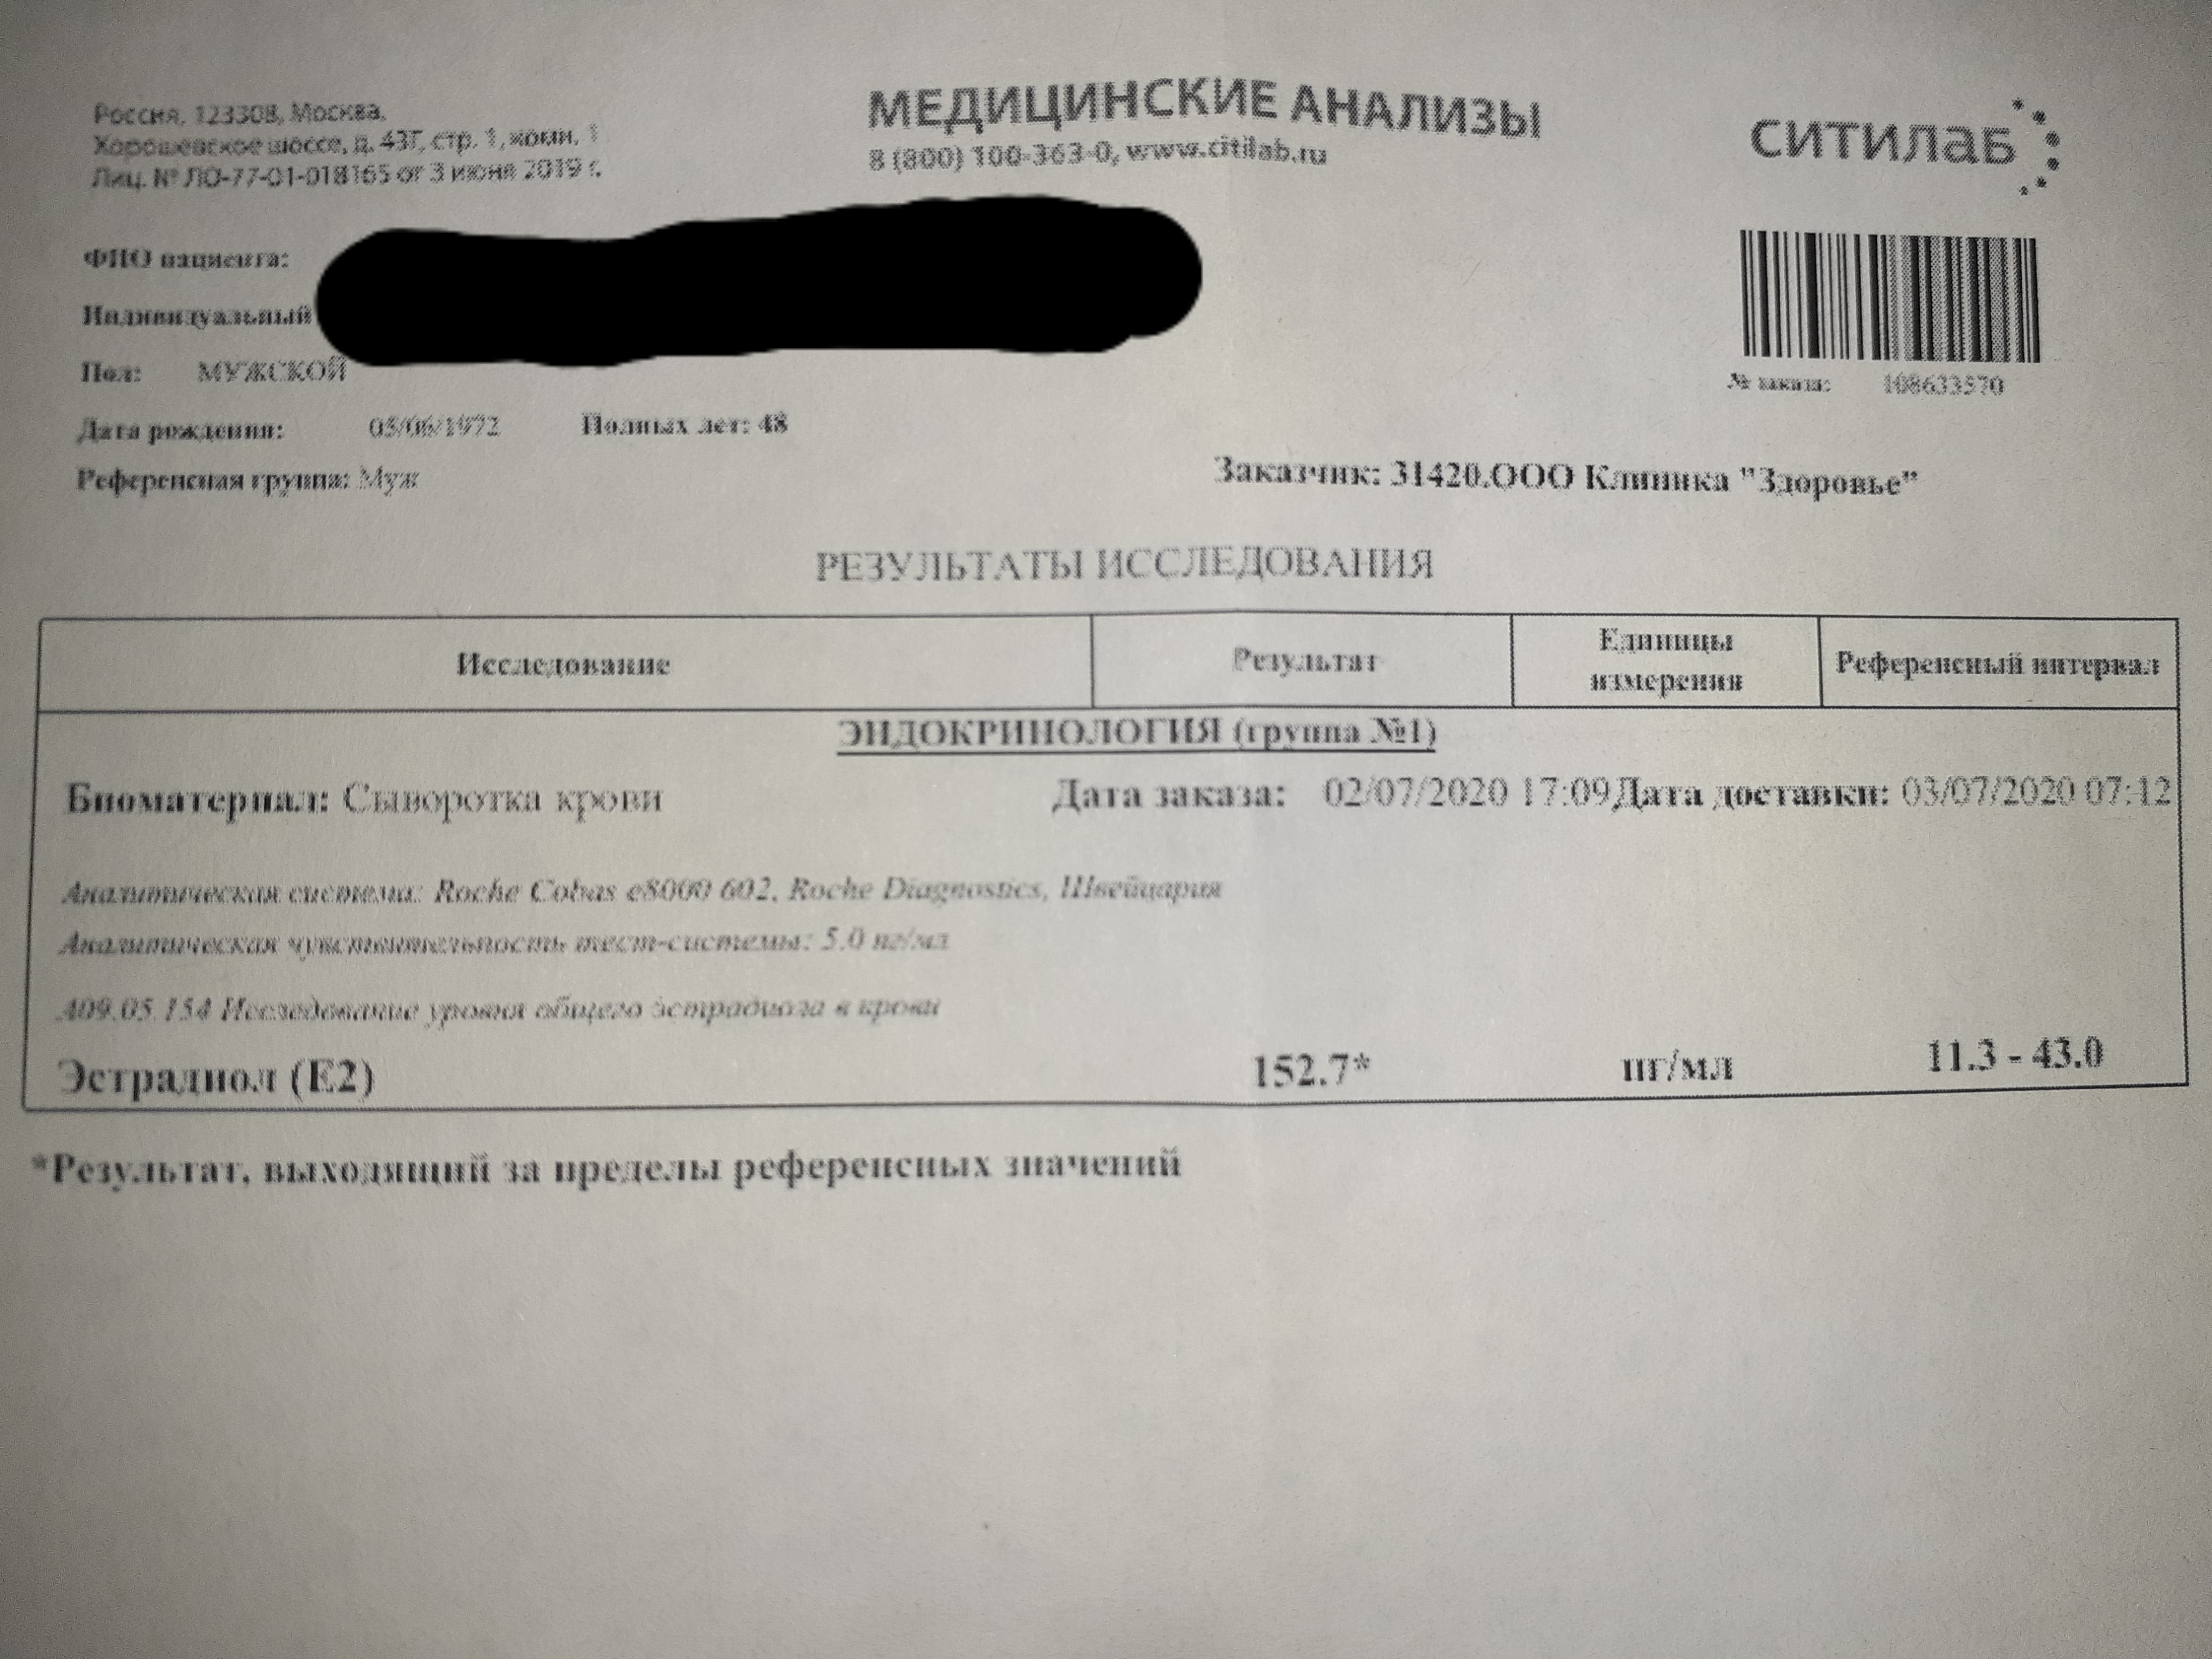 Россия, 123308, Москва,
Хорошевское шоссе, д. 43Г, стр. 1, комн. 1
Лиц. № ЛО-77-01-018165 от 3 июня 2019 г.
МЕДИЦИНСКИЕ АНАЛИЗЫ
8 (800) 100-363-0, www.citilab.ru
СИТИЛАБ
ФИО пациента:
Индивидуальный
Пол: МУЖСКОЙ
№ заказа: 108633570
Дата рождения: 05/06/1972 Полных лет: 48
Референсная группа: Муж
Заказчик: 31420.ООО Клиника "Здоровье"
РЕЗУЛЬТАТЫ ИССЛЕДОВАНИЯ
Исследование Результат Единицы измерения Референсный интервал
ЭНДОКРИНОЛОГИЯ (группа №1)
Биоматериал: Сыворотка крови Дата заказа: 02/07/2020 17:09 Дата доставки: 03/07/2020 07:12
Аналитическая система: Roche Cobas e8000 602, Roche Diagnostics, Швейцария
Аналитическая чувствительность тест-системы: 5.0 пг/мл
A09.05.154 Исследование уровня общего эстрадиола в крови
Эстрадиол (E2) 152.7* пг/мл 11.3 - 43.0
*Результат, выходящий за пределы референсных значений